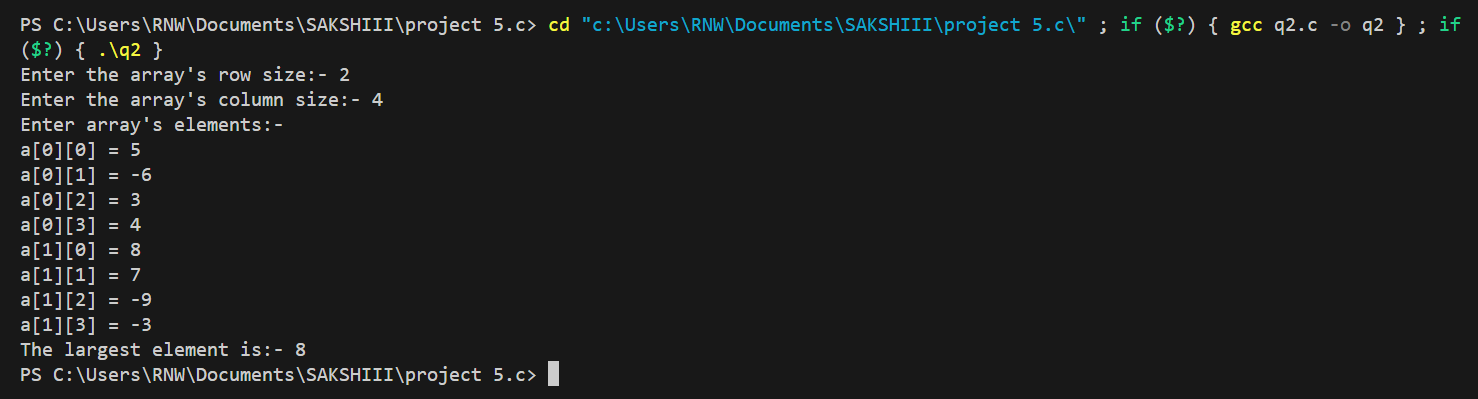 PS C:\Users\RNW\Documents\SAKSHIII\project 5.c> cd "c:\Users\RNW\Documents\SAKSHIII\project 5.c\" ; if ($?) { gcc q2.c -o q2 } ; if
($?) { .\q2 }
Enter the array's row size:- 2
Enter the array's column size:- 4
Enter array's elements:-
a[0][0] = 5
a[0][1] = -6
a[0][2] = 3
a[0][3] = 4
a[1][0] = 8
a[1][1] = 7
a[1][2] = -9
a[1][3] = -3
The largest element is:- 8
PS C:\Users\RNW\Documents\SAKSHIII\project 5.c>